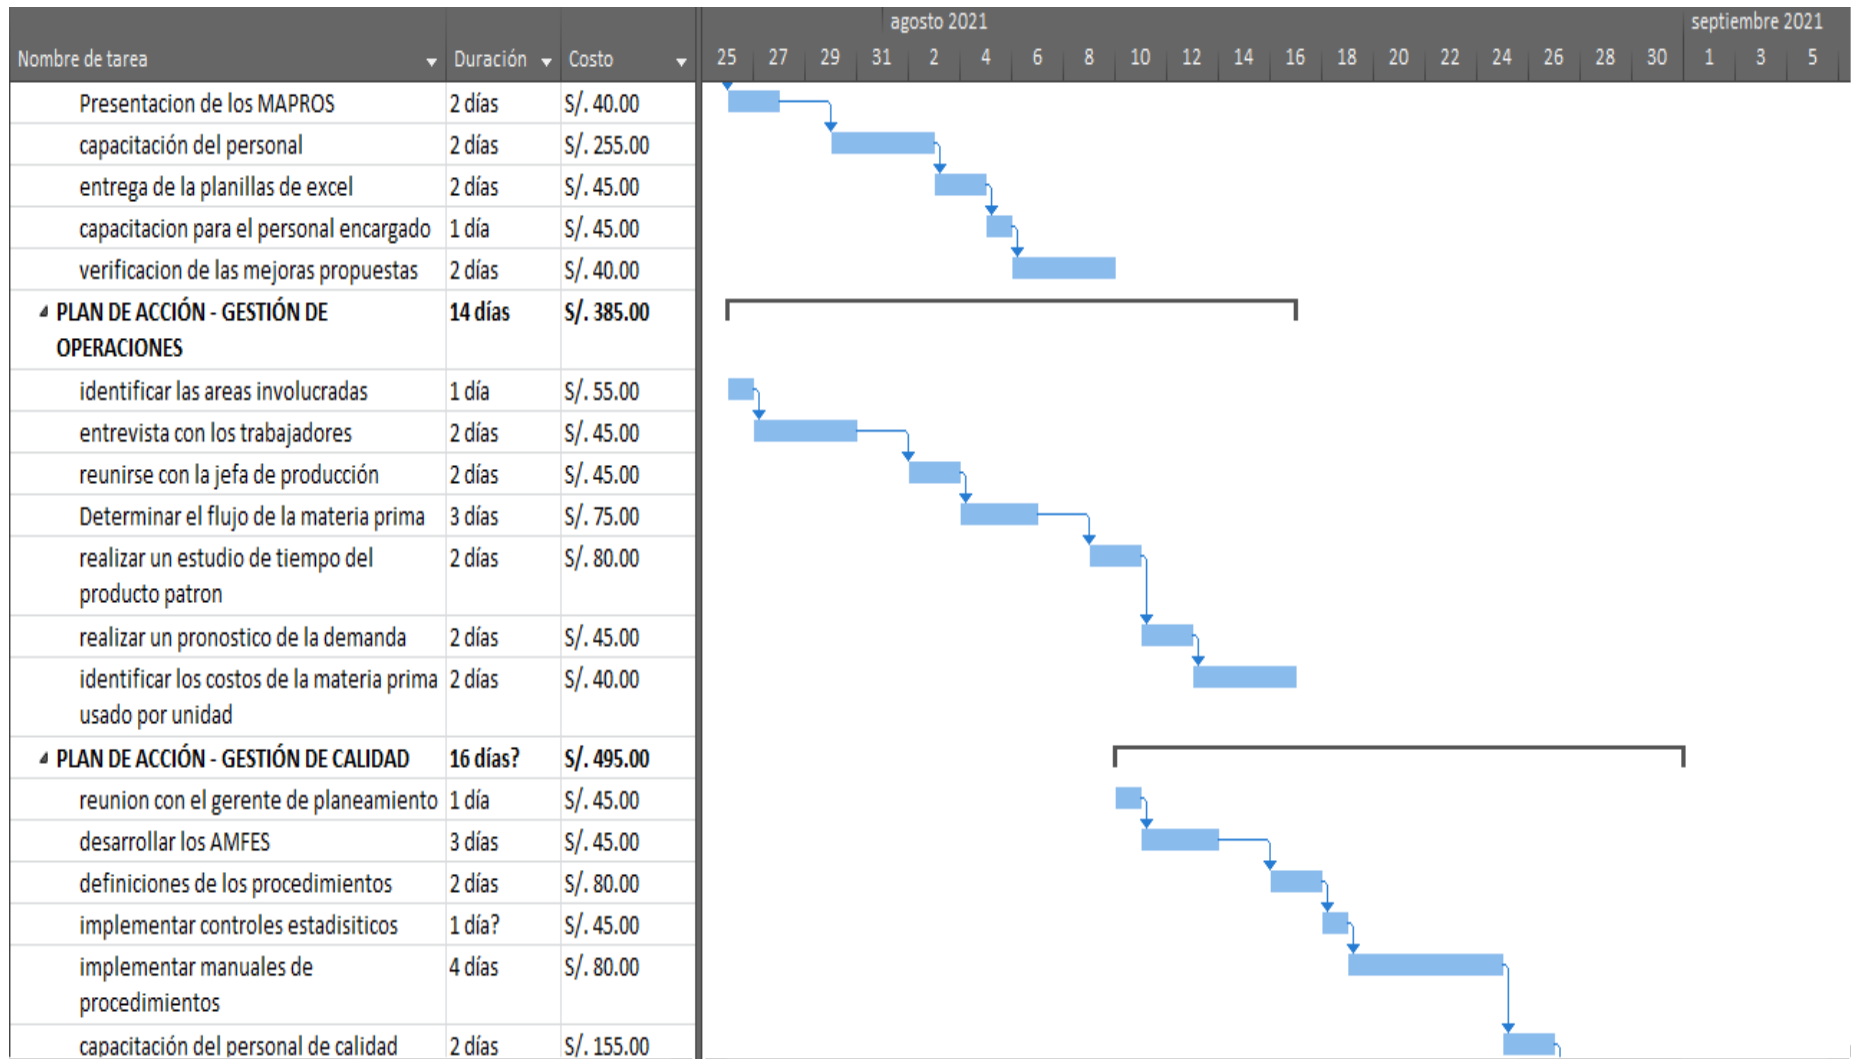 agosto 2021 septiembre 2021
Nombre de tarea Duración Costo 25 27 29 31 2 4 6 8 10 12 14 16 18 20 22 24 26 28 30 1 3 5
Presentacion de los MAPROS 2 días S/. 40.00
capacitación del personal 2 días S/. 255.00
entrega de la planillas de excel 2 días S/. 45.00
capacitacion para el personal encargado 1 día S/. 45.00
verificacion de las mejoras propuestas 2 días S/. 40.00
PLAN DE ACCIÓN - GESTIÓN DE 14 días S/. 385.00
OPERACIONES
identificar las areas involucradas 1 día S/. 55.00
entrevista con los trabajadores 2 días S/. 45.00
reunirse con la jefa de producción 2 días S/. 45.00
Determinar el flujo de la materia prima 3 días S/. 75.00
realizar un estudio de tiempo del 2 días S/. 80.00
producto patron
realizar un pronostico de la demanda 2 días S/. 45.00
identificar los costos de la materia prima 2 días S/. 40.00
usado por unidad
PLAN DE ACCIÓN - GESTIÓN DE CALIDAD 16 días? S/. 495.00
reunion con el gerente de planeamiento 1 día S/. 45.00
desarrollar los AMFES 3 días S/. 45.00
definiciones de los procedimientos 2 días S/. 80.00
implementar controles estadisiticos 1 día? S/. 45.00
implementar manuales de 4 días S/. 80.00
procedimientos
capacitación del personal de calidad 2 días S/. 155.00